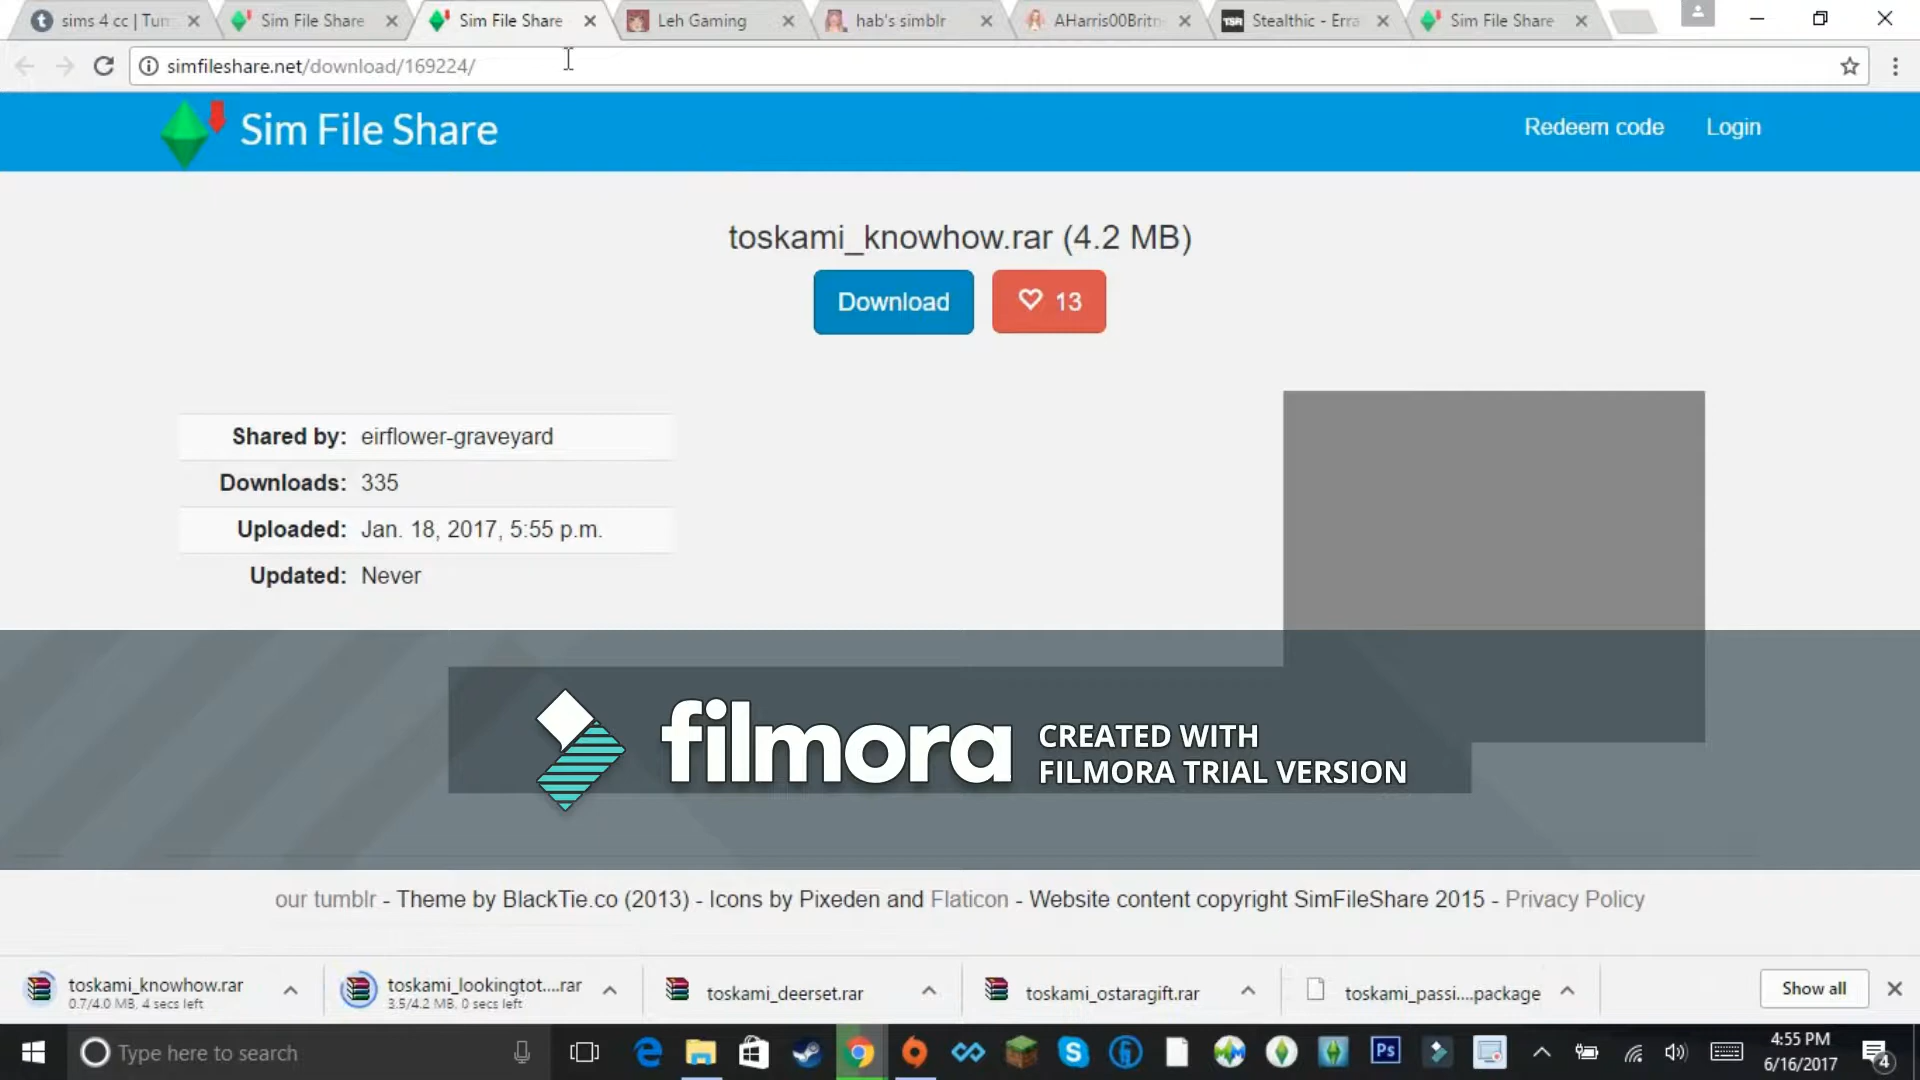 sims 4 cc | Tum
Sim File Share
Sim File Share
Leh Gaming
hab's simblr
AHarris00Britn
TSR
Stealthic - Erra
Sim File Share
simfileshare.net/download/169224/
Sim File Share
Redeem code
Login
toskami_knowhow.rar (4.2 MB)
Download
13
Shared by: eirflower-graveyard
Downloads: 335
Uploaded: Jan. 18, 2017, 5:55 p.m.
Updated: Never
filmora
CREATED WITH
FILMORA TRIAL VERSION
our tumblr - Theme by BlackTie.co (2013) - Icons by Pixeden and Flaticon - Website content copyright SimFileShare 2015 - Privacy Policy
toskami_knowhow.rar
0.7/4.0 MB, 4 secs left
toskami_lookingtot....rar
3.5/4.2 MB, 0 secs left
toskami_deerset.rar
toskami_ostaragift.rar
toskami_passi....package
Show all
Type here to search
Ps
4:55 PM
6/16/2017
4